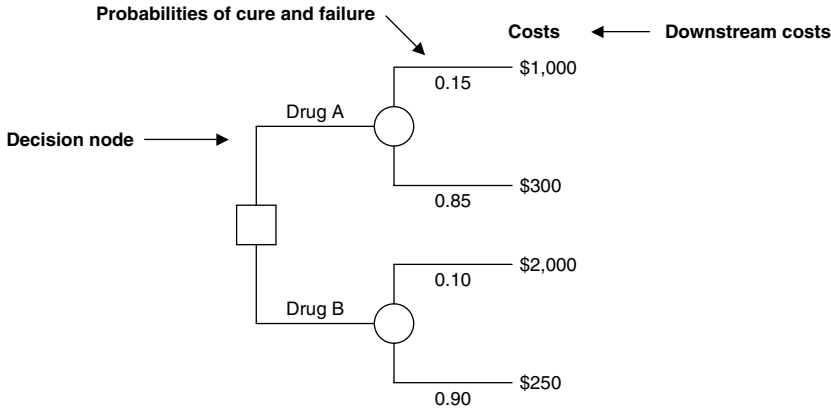 Probabilities of cure and failure
Costs
Downstream costs
0.15
$1,000
Drug A
Decision node
0.85
$300
0.10
$2,000
Drug B
0.90
$250